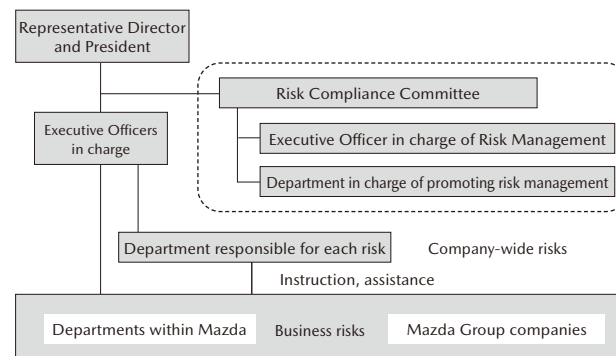 Representative Director
and President
Risk Compliance Committee
Executive Officers
in charge
Executive Officer in charge of Risk Management
Department in charge of promoting risk management
Department responsible for each risk
Company-wide risks
Instruction, assistance
Departments within Mazda
Business risks
Mazda Group companies